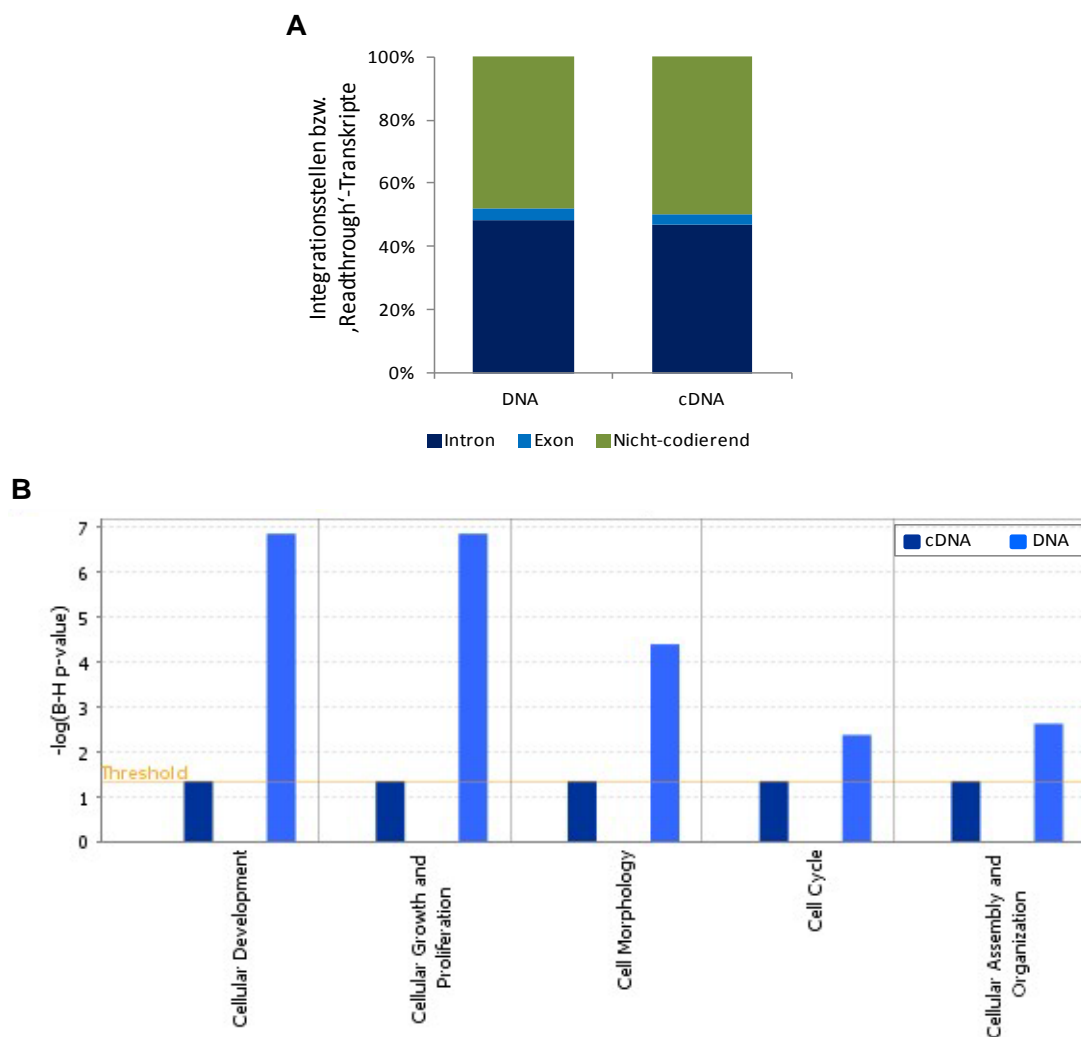 A
Integrationsstellen bzw.
‚Readthrough‘-Transkripte
100%
80%
60%
40%
20%
0%
DNA
cDNA
Intron
Exon
Nicht-codierend
B
-log(B-H p-value)
7
6
5
4
3
2
1
0
Threshold
cDNA
DNA
Cellular Development
Cellular Growth and
Proliferation
Cell Morphology
Cell Cycle
Cellular Assembly and
Organization